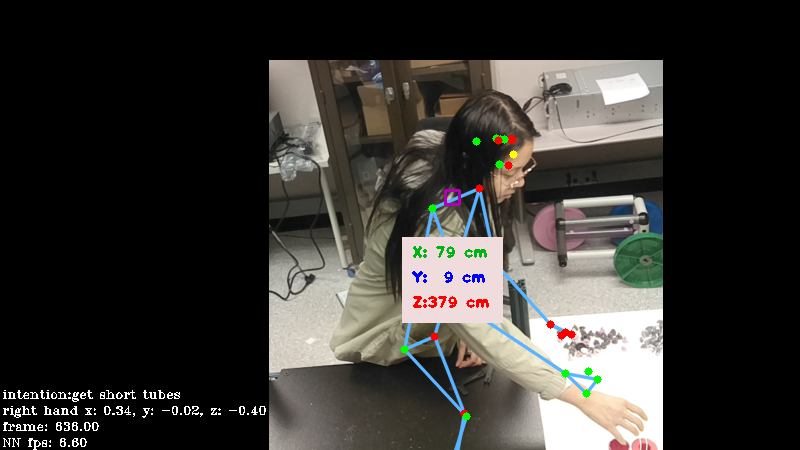 X: 79 cm
Y: 9 cm
Z:379 cm
intention:get short tubes
right hand x: 0.34, y: −0.02, z: −0.40
frame: 636.00
NN fps: 6.60